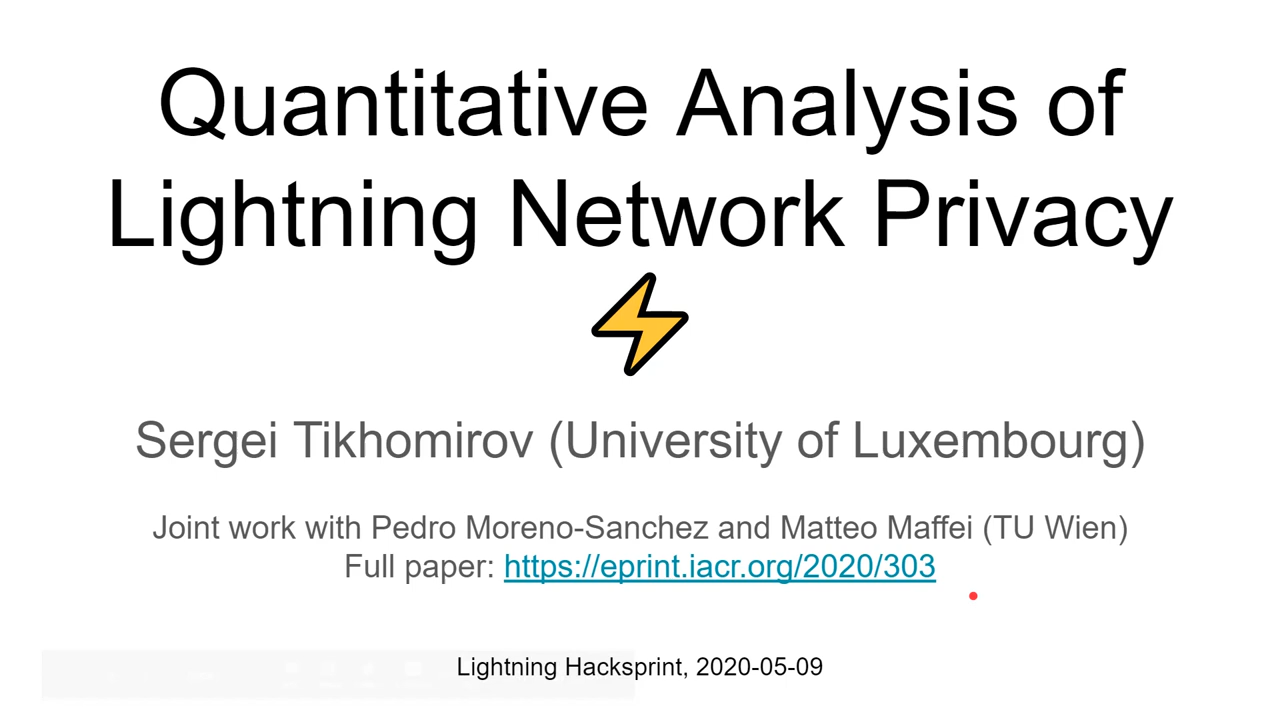 Quantitative Analysis of
Lightning Network Privacy
Sergei Tikhomirov (University of Luxembourg)
Joint work with Pedro Moreno-Sanchez and Matteo Maffei (TU Wien)
Full paper: https://eprint.iacr.org/2020/303
Lightning Hacksprint, 2020-05-09